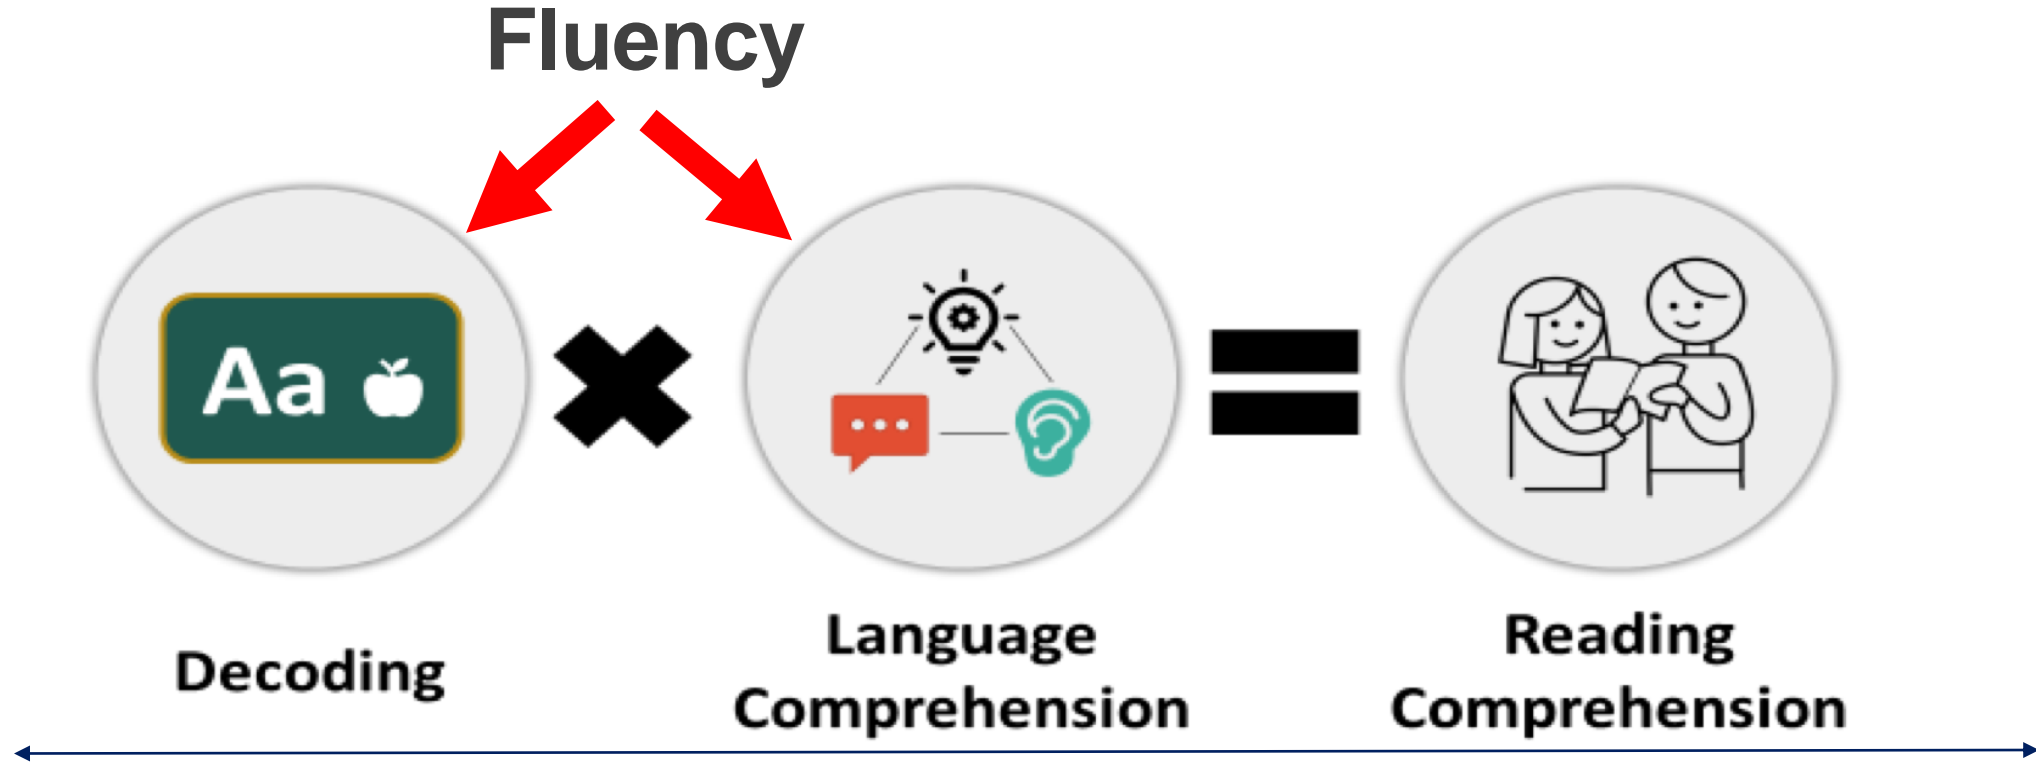 Fluency
Aa
Decoding
Language
Comprehension
Reading
Comprehension